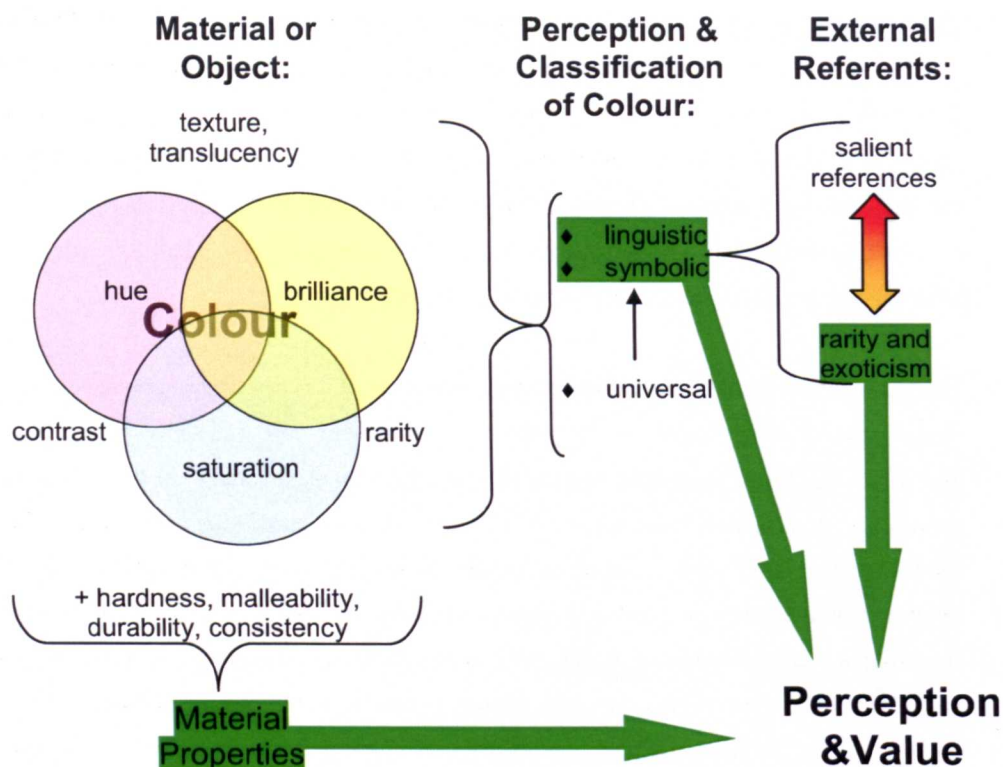 Material or
Object:
Perception &
Classification
of Colour:
External
Referents:
texture,
translucency
hue
brilliance
Colour
contrast
rarity
saturation
♦ linguistic
♦ symbolic
♦ universal
salient
references
rarity and
exoticism
+ hardness, malleability,
durability, consistency
Material
Properties
Perception
&Value